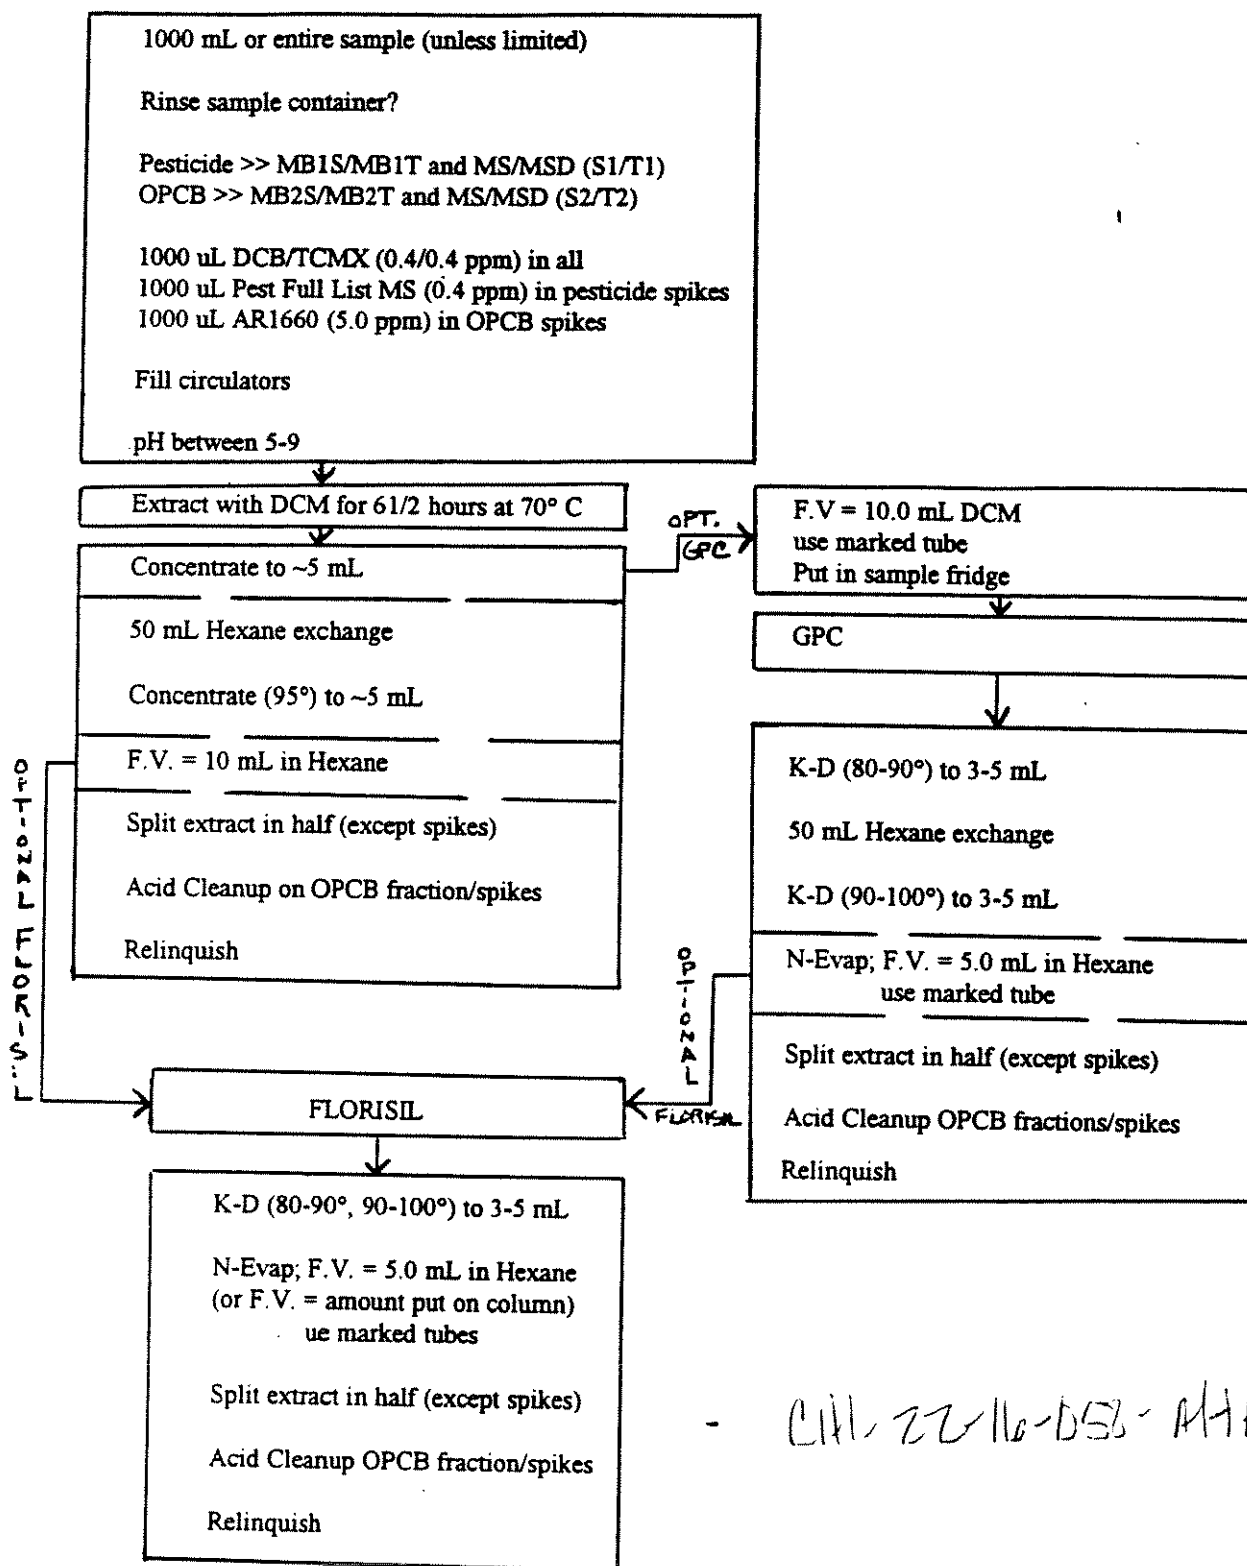 1000 mL or entire sample (unless limited)
Rinse sample container?
Pesticide >> MB1S/MB1T and MS/MSD (S1/T1)
OPCB >> MB2S/MB2T and MS/MSD (S2/T2)
1000 uL DCB/TCMX (0.4/0.4 ppm) in all
1000 uL Pest Full List MS (0.4 ppm) in pesticide spikes
1000 uL AR1660 (5.0 ppm) in OPCB spikes
Fill circulators
pH between 5-9
Extract with DCM for 61/2 hours at 70° C
Concentrate to ~5 mL
50 mL Hexane exchange
Concentrate (95°) to ~5 mL
F.V. = 10 mL in Hexane
Split extract in half (except spikes)
Acid Cleanup on OPCB fraction/spikes
Relinquish
OPTIONAL FLORISIL
OPT.
GPC
F.V = 10.0 mL DCM
use marked tube
Put in sample fridge
GPC
K-D (80-90°) to 3-5 mL
50 mL Hexane exchange
K-D (90-100°) to 3-5 mL
N-Evap; F.V. = 5.0 mL in Hexane
use marked tube
Split extract in half (except spikes)
Acid Cleanup OPCB fractions/spikes
Relinquish
OPTIONAL
FLORISIL
FLORISIL
K-D (80-90°, 90-100°) to 3-5 mL
N-Evap; F.V. = 5.0 mL in Hexane
(or F.V. = amount put on column)
ue marked tubes
Split extract in half (except spikes)
Acid Cleanup OPCB fraction/spikes
Relinquish